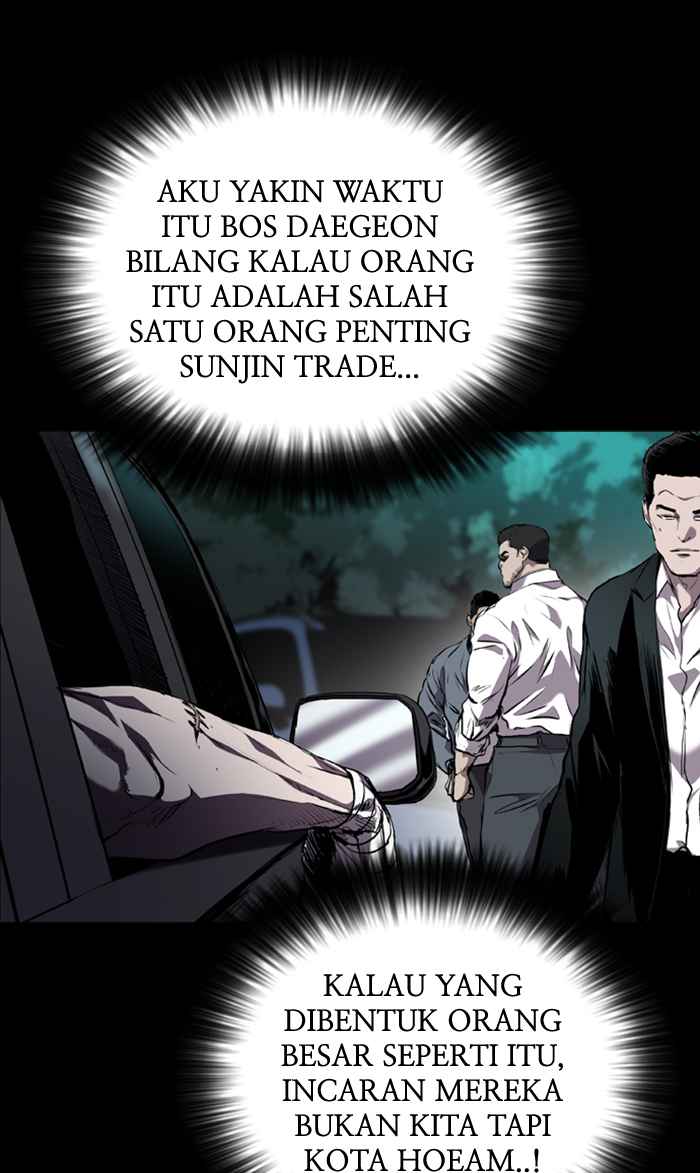 AKU YAKIN WAKTU
ITU BOS DAEGEON
BILANG KALAU ORANG
ITU ADALAH SALAH
SATU ORANG PENTING
SUNJIN TRADE...
KALAU YANG
DIBENTUK ORANG
BESAR SEPERTI ITU,
INCARAN MEREKA
BUKAN KITA TAPI
KOTA HOEAM..!